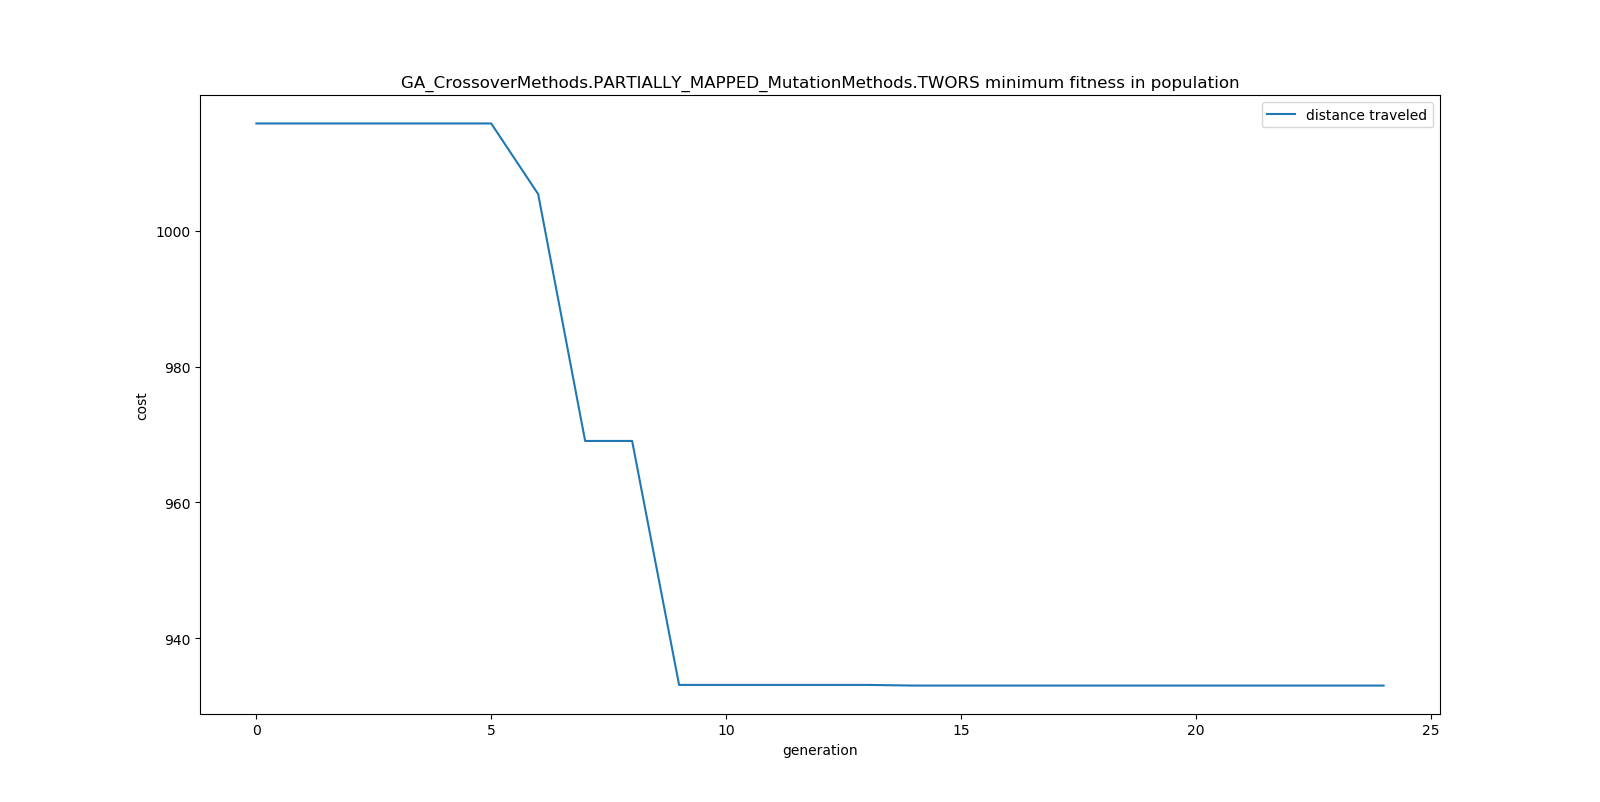 GA_CrossoverMethods.PARTIALLY_MAPPED_MutationMethods.TWORS minimum fitness in population
distance traveled
1000
980
960
940
cost
0 5 10 15 20 25
generation